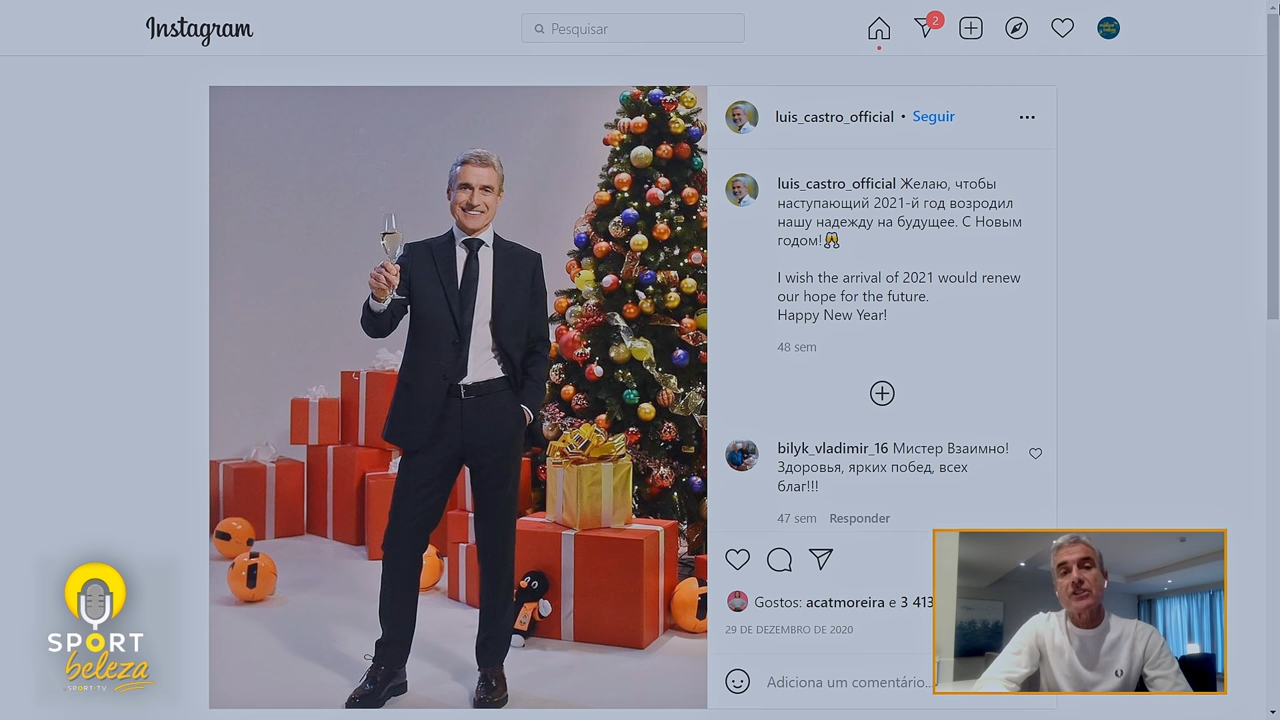 Instagram
Pesquisar
2
luis_castro_official • Seguir
luis_castro_official Желаю, чтобы
наступающий 2021-й год возродил
нашу надежду на будущее. С Новым
годом!🥂
I wish the arrival of 2021 would renew
our hope for the future.
Happy New Year!
48 sem
bilyk_vladimir_16 Мистер Взаимно!
Здоровья, ярких побед, всех
благ!!!
47 sem Responder
Gostos: acatmoreira e 3 413
29 DE DEZEMBRO DE 2020
Adiciona um comentário...
SPORT
beleza
SPORT TV